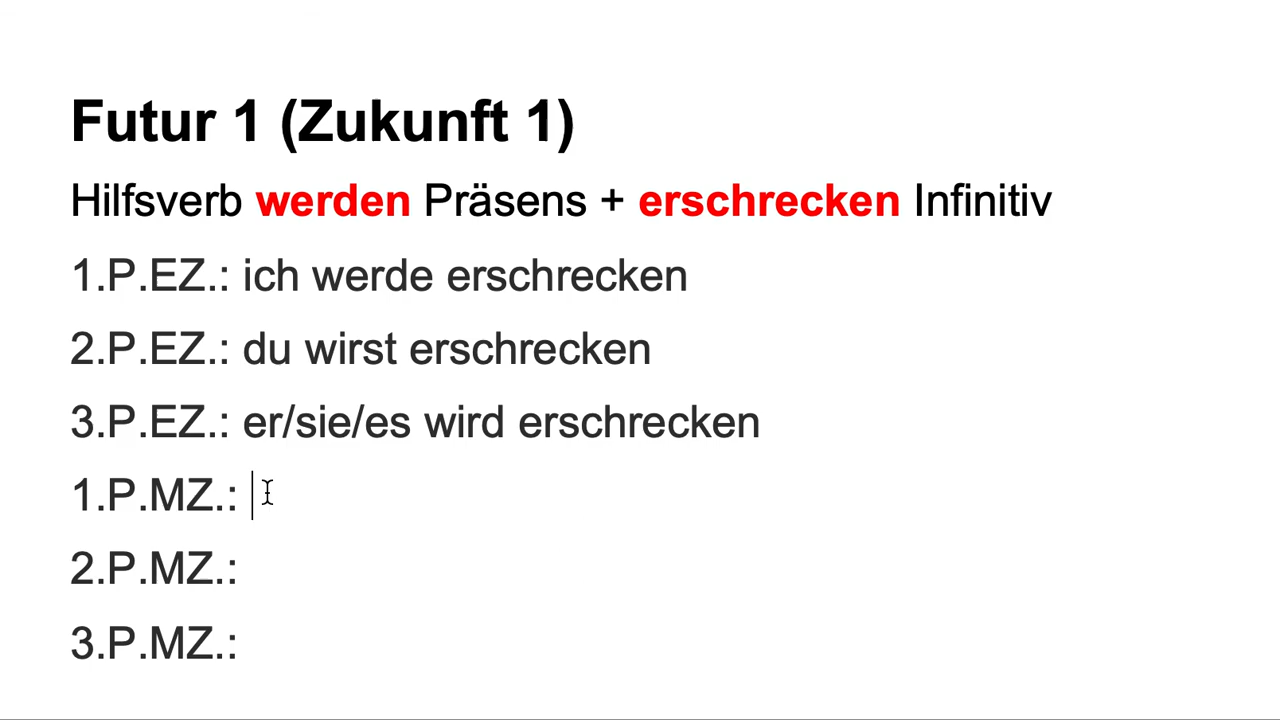 Futur 1 (Zukunft 1)
Hilfsverb werden Präsens + erschrecken Infinitiv
1.P.EZ.: ich werde erschrecken
2.P.EZ.: du wirst erschrecken
3.P.EZ.: er/sie/es wird erschrecken
1.P.MZ.:
2.P.MZ.:
3.P.MZ.: